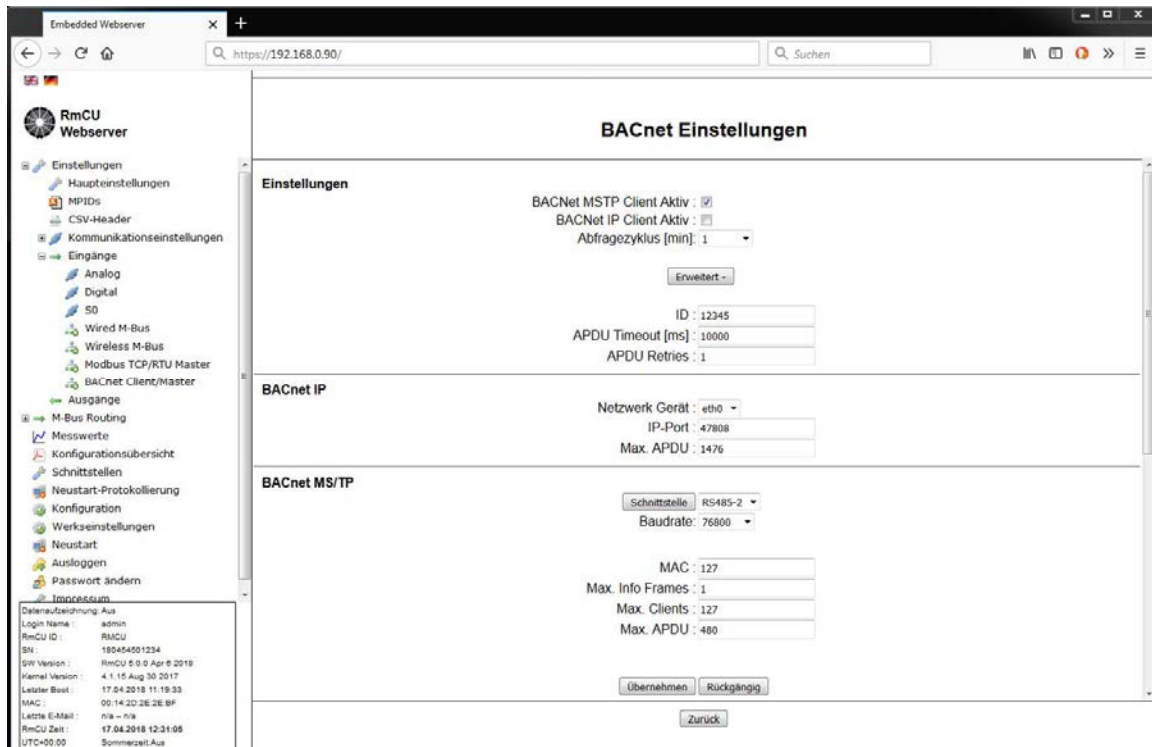 Embedded Webserver
https://192.168.0.90/
Suchen
RmCU
Webserver
Einstellungen
Haupteinstellungen
MPIDs
CSV-Header
Kommunikationseinstellungen
Eingänge
Analog
Digital
S0
Wired M-Bus
Wireless M-Bus
Modbus TCP/RTU Master
BACnet Client/Master
Ausgänge
M-Bus Routing
Messwerte
Konfigurationsübersicht
Schnittstellen
Neustart-Protokollierung
Konfiguration
Werkseinstellungen
Neustart
Ausloggen
Passwort ändern
Impressum
Datenaufzeichnung: Aus
Login Name : admin
RmCU ID : RMCU
SN : 180454501234
SW Version : RmCU 5.0.0 Apr 6 2018
Kernel Version : 4.1.15 Aug 30 2017
Letzter Boot : 17.04.2018 11:19:33
MAC : 00:14:2D:2E:2E:BF
Letzte E-Mail : n/a -- n/a
RmCU Zeit : 17.04.2018 12:31:05
UTC+00:00 Sommerzeit:Aus
BACnet Einstellungen
Einstellungen
BACNet MSTP Client Aktiv :
BACNet IP Client Aktiv :
Abfragezyklus [min]: 1
Erweitert -
ID : 12345
APDU Timeout [ms] : 10000
APDU Retries : 1
BACnet IP
Netzwerk Gerät : eth0
IP-Port : 47808
Max. APDU : 1476
BACnet MS/TP
Schnittstelle RS485-2
Baudrate: 76800
MAC : 127
Max. Info Frames : 1
Max. Clients : 127
Max. APDU : 480
Übernehmen Rückgängig
Zurück